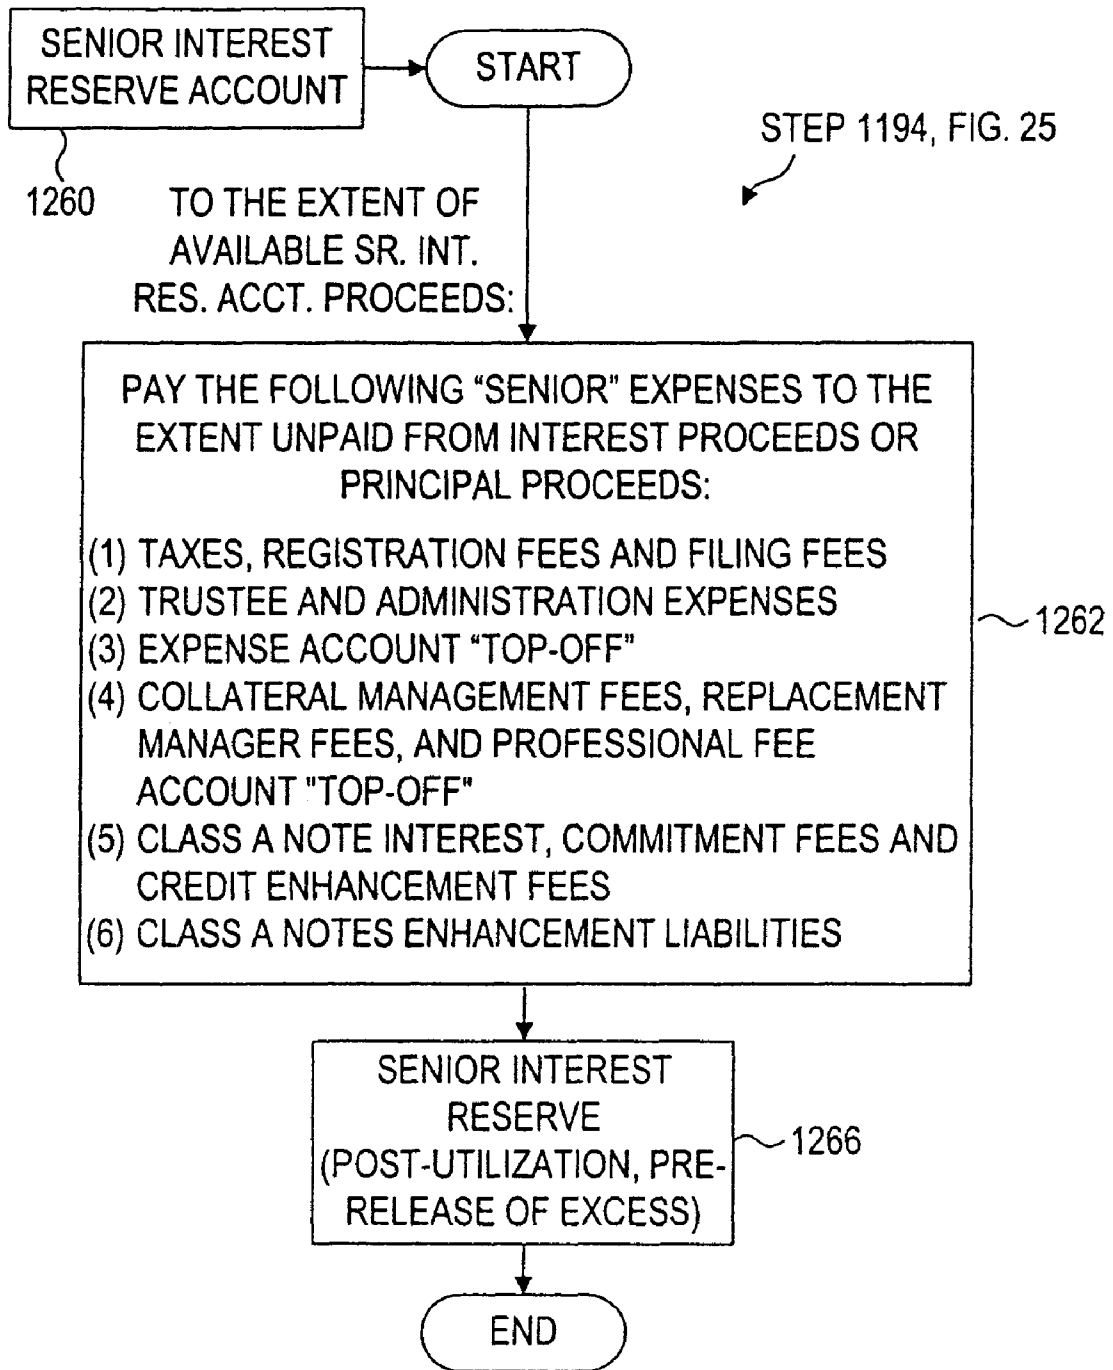 SENIOR INTEREST
RESERVE ACCOUNT
START
STEP 1194, FIG. 25
1260
TO THE EXTENT OF
AVAILABLE SR. INT.
RES. ACCT. PROCEEDS:
PAY THE FOLLOWING "SENIOR" EXPENSES TO THE
EXTENT UNPAID FROM INTEREST PROCEEDS OR
PRINCIPAL PROCEEDS:
(1) TAXES, REGISTRATION FEES AND FILING FEES
(2) TRUSTEE AND ADMINISTRATION EXPENSES
(3) EXPENSE ACCOUNT "TOP-OFF"
(4) COLLATERAL MANAGEMENT FEES, REPLACEMENT
MANAGER FEES, AND PROFESSIONAL FEE
ACCOUNT "TOP-OFF"
(5) CLASS A NOTE INTEREST, COMMITMENT FEES AND
CREDIT ENHANCEMENT FEES
(6) CLASS A NOTES ENHANCEMENT LIABILITIES
1262
SENIOR INTEREST
RESERVE
(POST-UTILIZATION, PRE-
RELEASE OF EXCESS)
1266
END